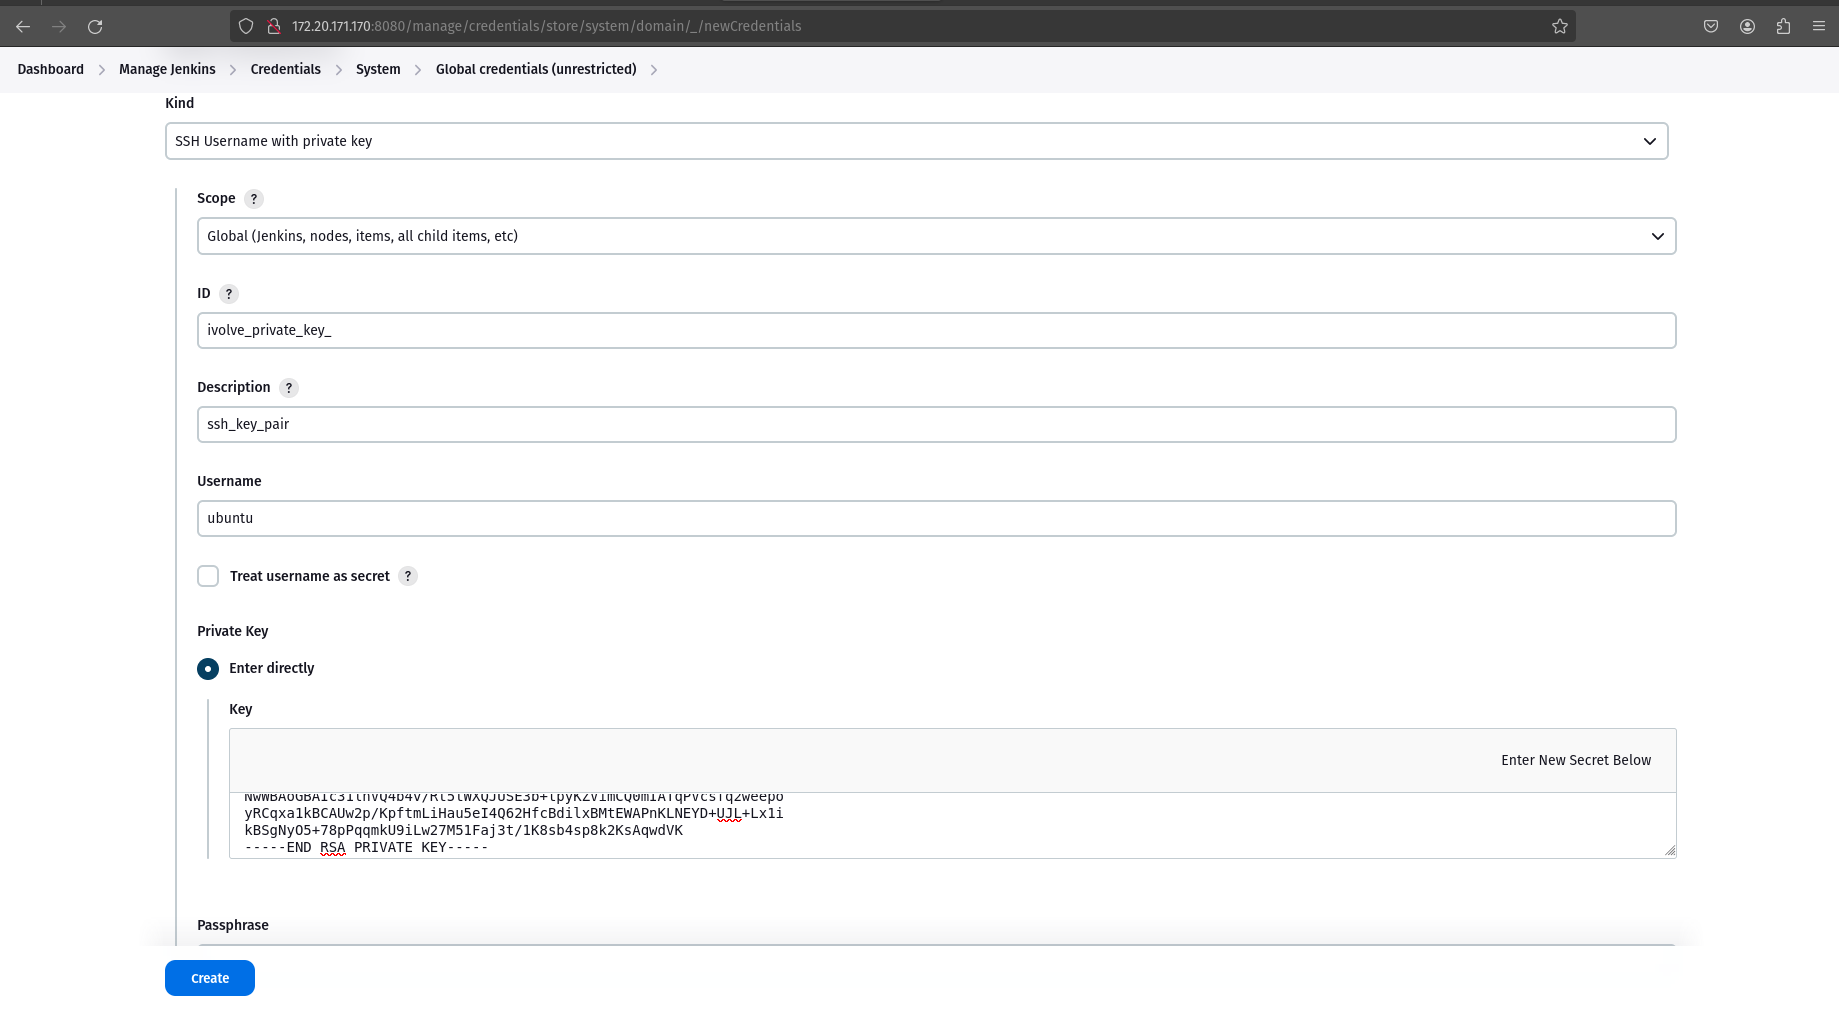 172.20.171.170:8080/manage/credentials/store/system/domain/_/newCredentials
Dashboard > Manage Jenkins > Credentials > System > Global credentials (unrestricted) >
Kind
SSH Username with private key
Scope ?
Global (Jenkins, nodes, items, all child items, etc)
ID ?
ivolve_private_key_
Description ?
ssh_key_pair
Username
ubuntu
Treat username as secret ?
Private Key
Enter directly
Key
Enter New Secret Below
yRCqxa1kBCAUw2p/KpftmLiHau5eI4Q62HfcBdilxBMtEWAPnKLNEYD+UJL+Lx1i
kBSgNyO5+78pPqqmkU9iLw27M51Faj3t/1K8sb4sp8k2KsAqwdVK
-----END RSA PRIVATE KEY-----
Passphrase
Create